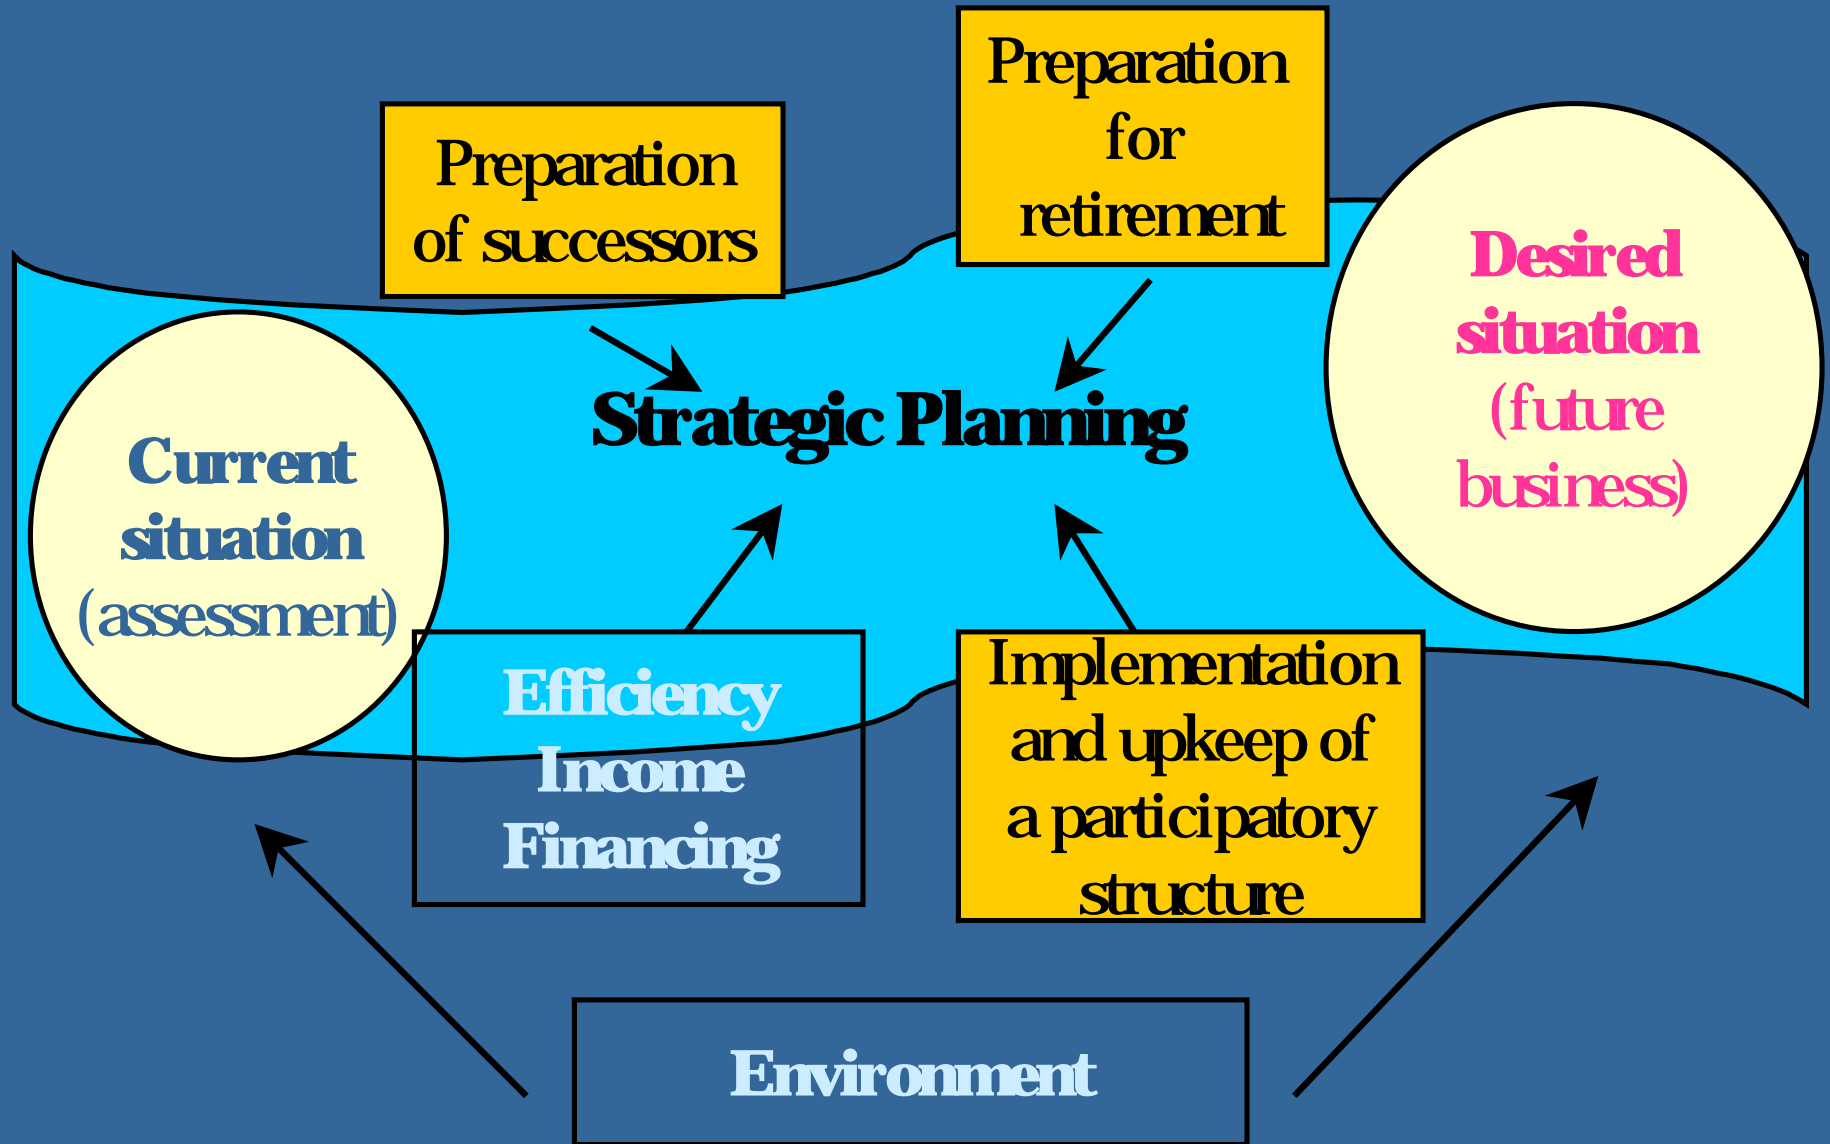 Preparation
for
retirement
Preparation
of successors
Desired
situation
(future
business)
Strategic Planning
Current
situation
(assessment)
Efficiency
Income
Financing
Implementation
and upkeep of
a participatory
structure
Environment